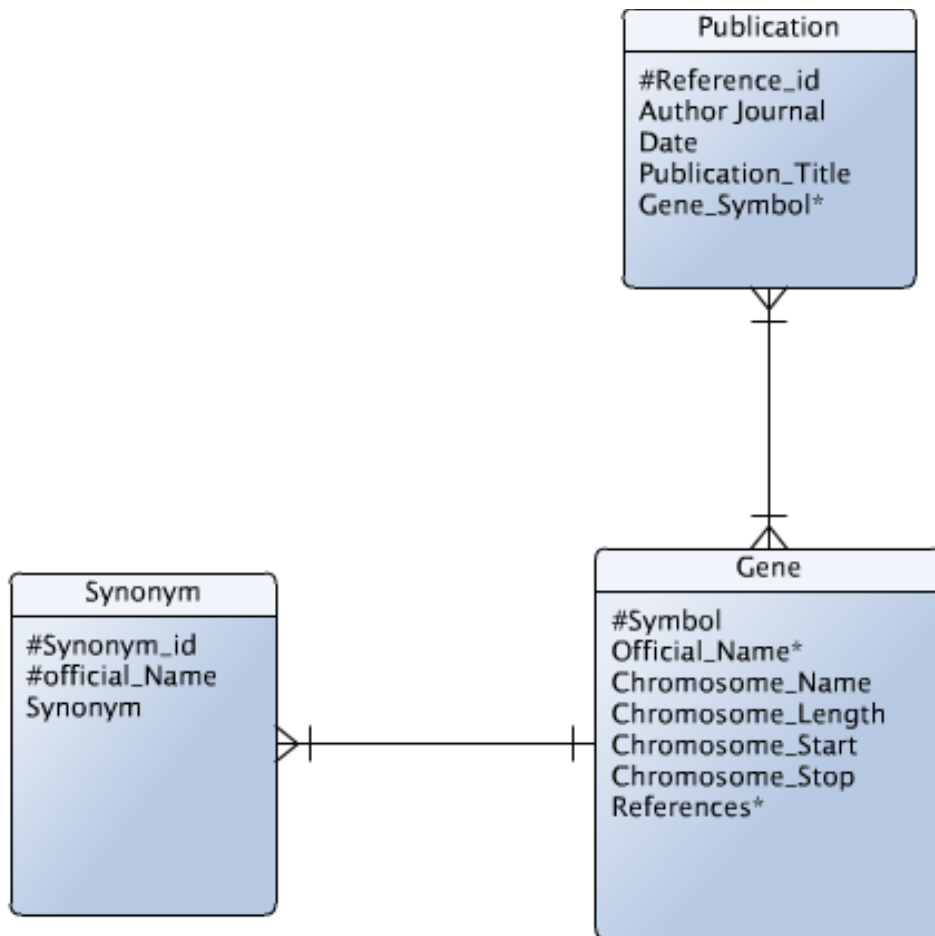 Publication
#Reference_id
Author Journal
Date
Publication_Title
Gene_Symbol*
Synonym
#Synonym_id
#official_Name
Synonym
Gene
#Symbol
Official_Name*
Chromosome_Name
Chromosome_Length
Chromosome_Start
Chromosome_Stop
References*